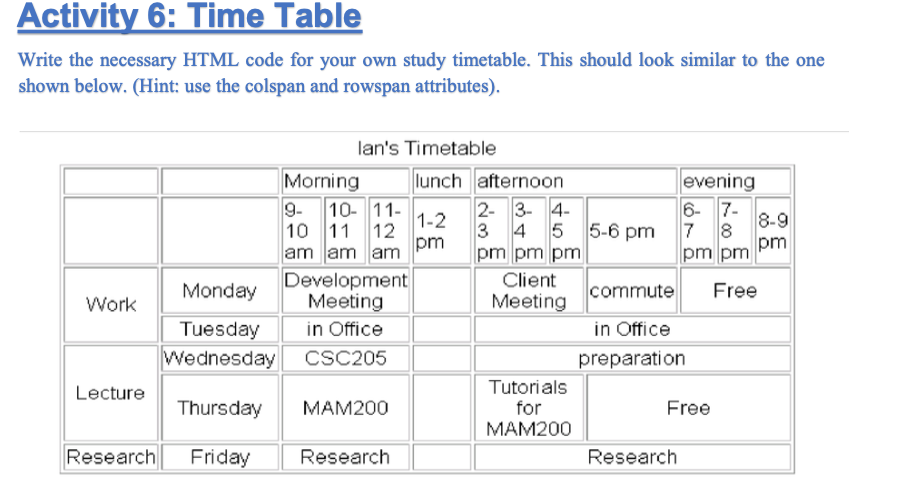 Activity 6: Time Table
Write the necessary HTML code for your own study timetable. This should look similar to the one
shown below. (Hint: use the colspan and rowspan attributes).
Ian's Timetable
Morning lunch afternoon evening
9-10 am 10-11 am 11-12 am 1-2 pm 2-3 pm 3-4 pm 4-5 pm 5-6 pm 6-7 pm 7-8 pm 8-9 pm
Work Monday Development Meeting Client Meeting commute Free
Tuesday in Office in Office
Lecture Wednesday CSC205 preparation
Thursday MAM200 Tutorials for MAM200 Free
Research Friday Research Research